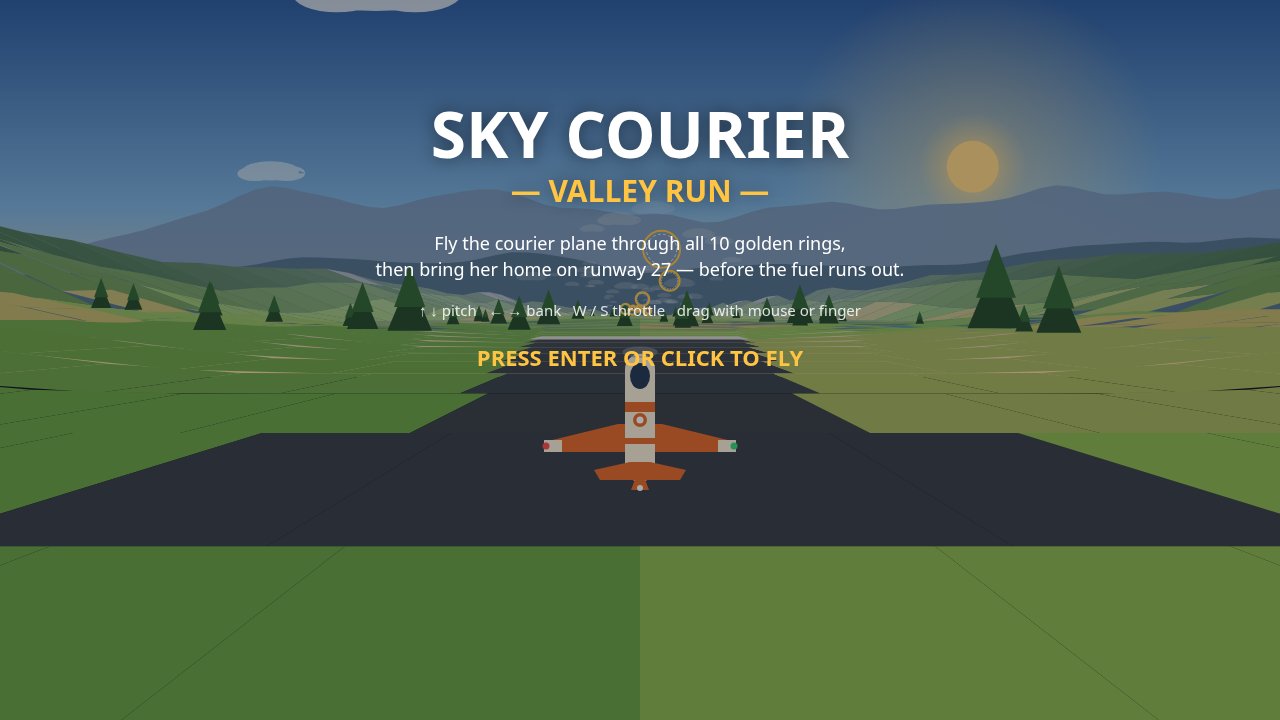 SKY COURIER
— VALLEY RUN —
Fly the courier plane through all 10 golden rings,
then bring her home on runway 27 — before the fuel runs out.
↑ ↓ pitch ← → bank W / S throttle drag with mouse or finger
PRESS ENTER OR CLICK TO FLY